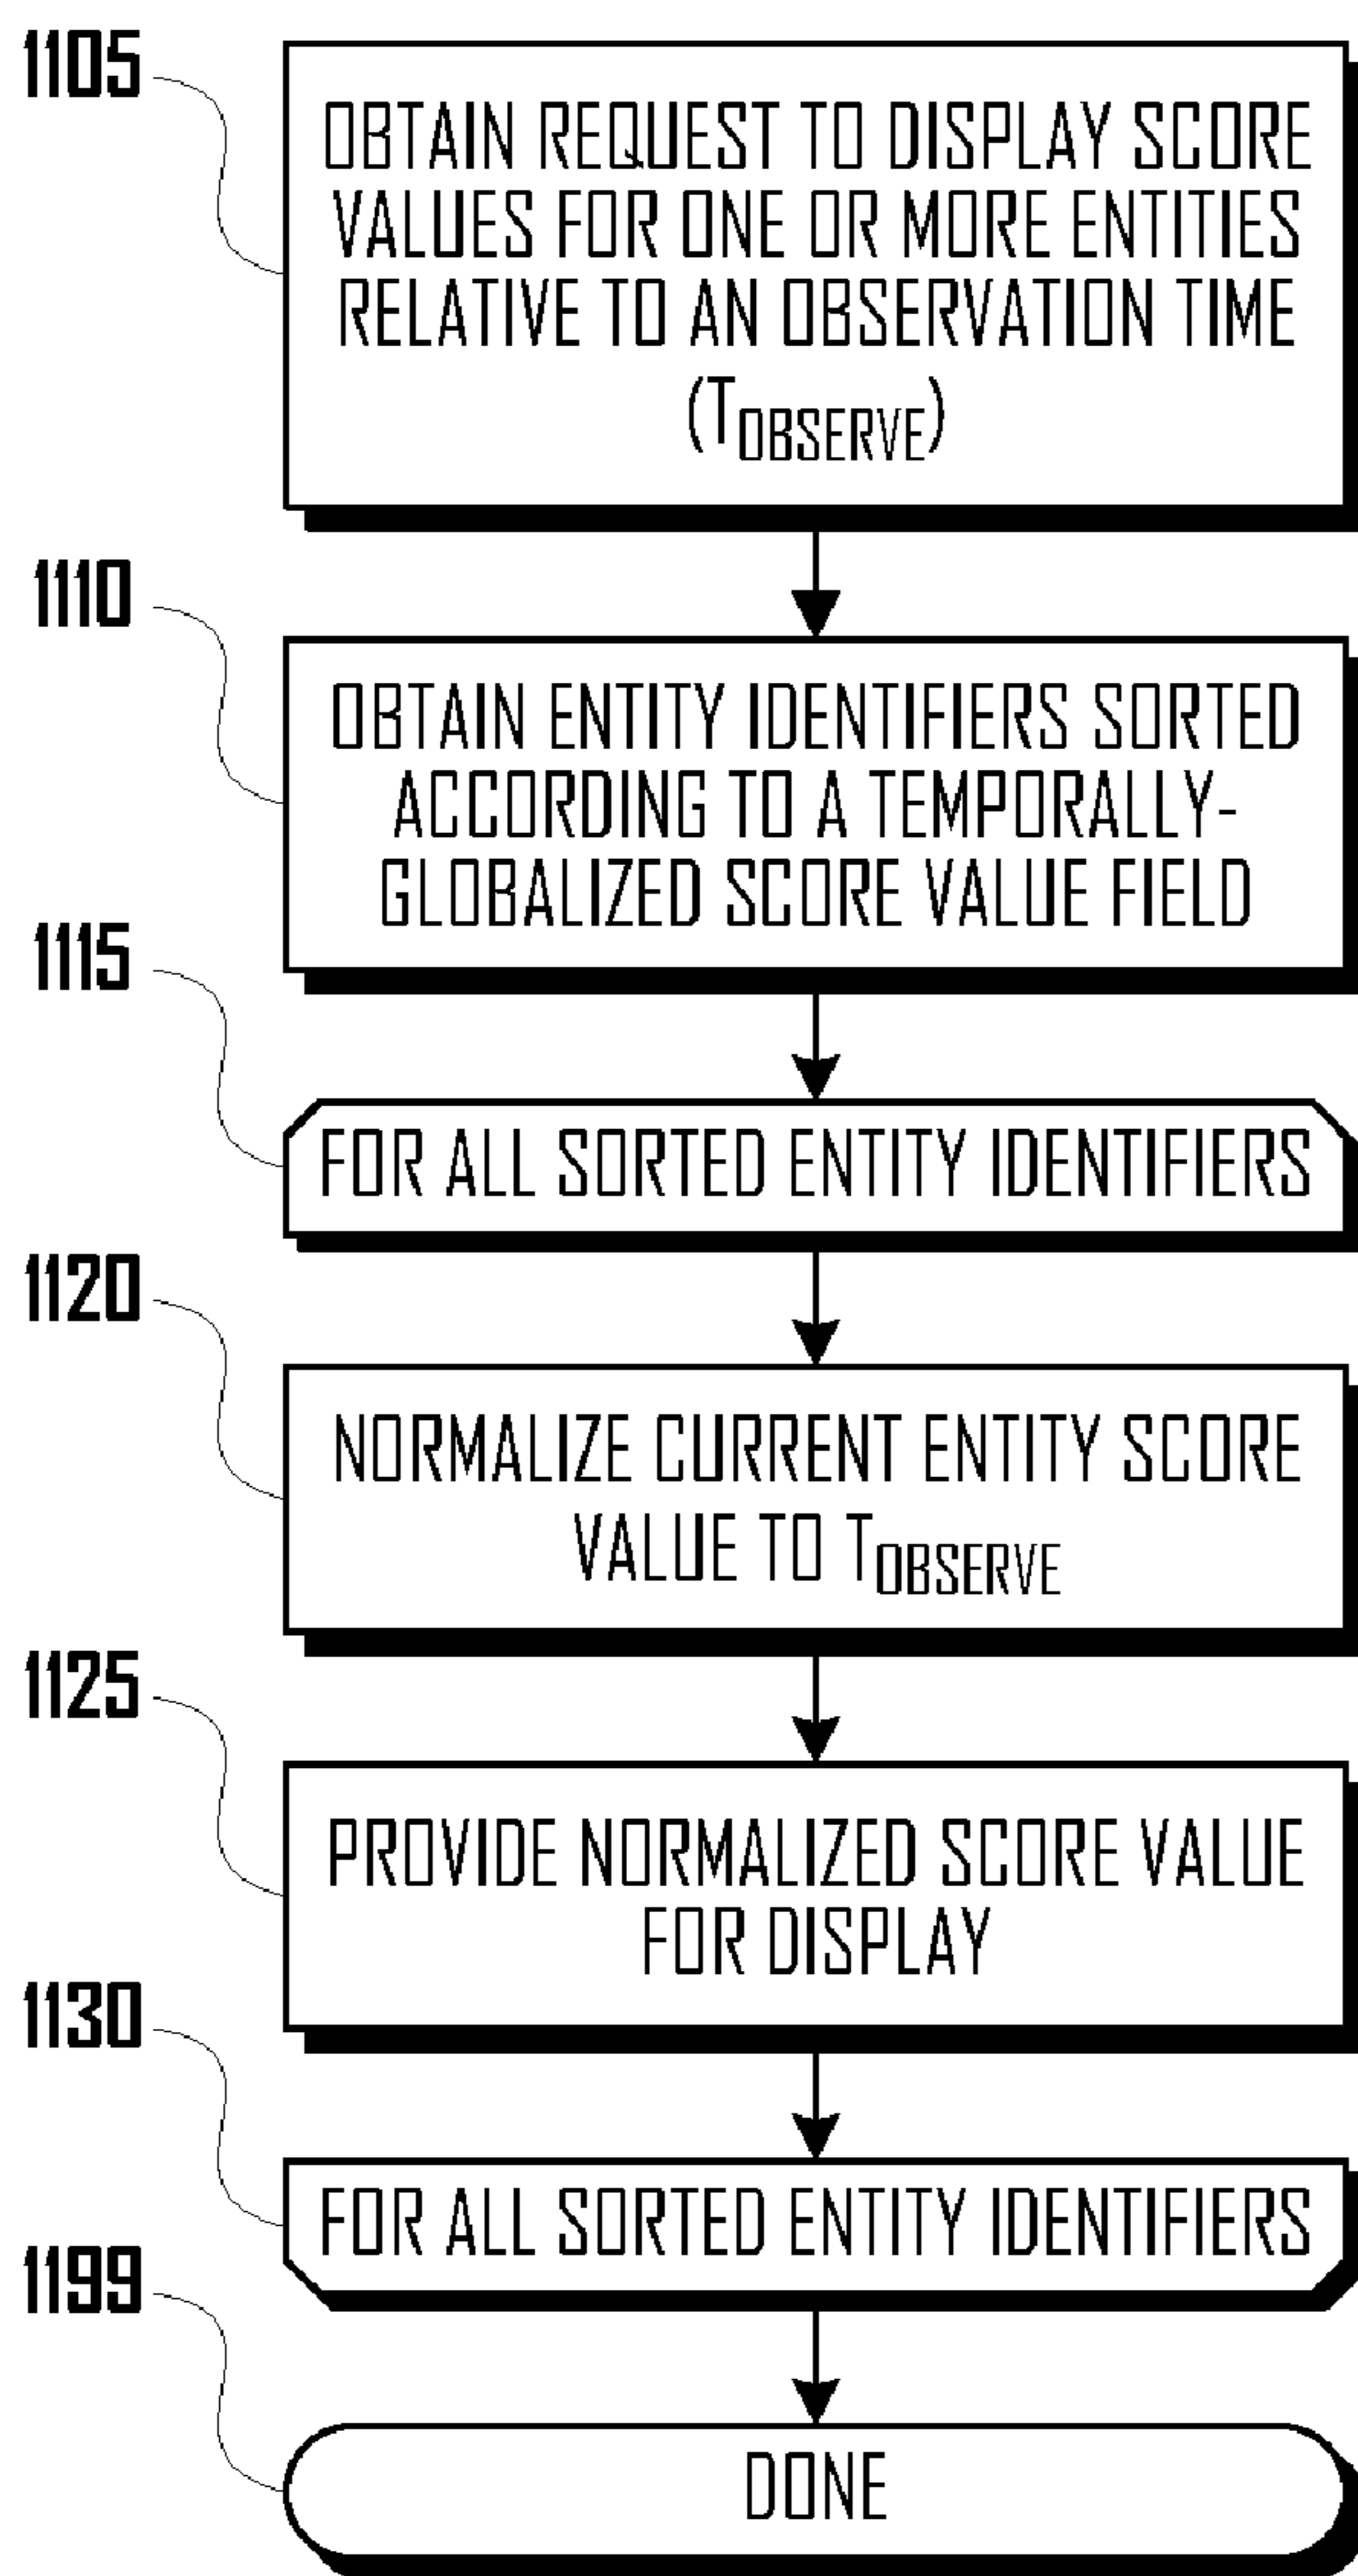 1105
OBTAIN REQUEST TO DISPLAY SCORE
VALUES FOR ONE OR MORE ENTITIES
RELATIVE TO AN OBSERVATION TIME
(TOBSERVE)
1110
OBTAIN ENTITY IDENTIFIERS SORTED
ACCORDING TO A TEMPORALLY-
GLOBALIZED SCORE VALUE FIELD
1115
FOR ALL SORTED ENTITY IDENTIFIERS
1120
NORMALIZE CURRENT ENTITY SCORE
VALUE TO TOBSERVE
1125
PROVIDE NORMALIZED SCORE VALUE
FOR DISPLAY
1130
FOR ALL SORTED ENTITY IDENTIFIERS
1199
DONE